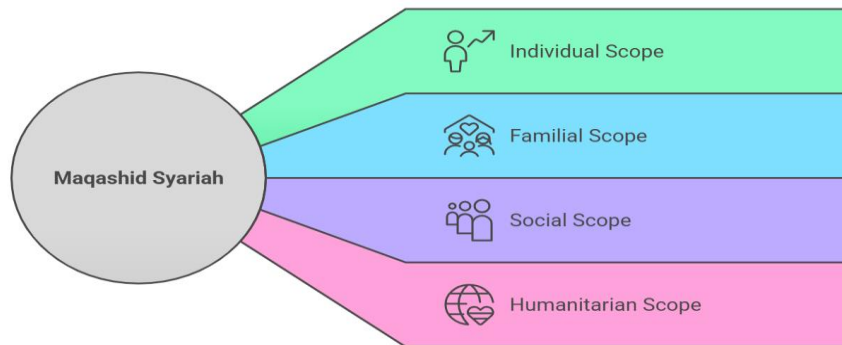 Maqashid Syariah
Individual Scope
Familial Scope
Social Scope
Humanitarian Scope